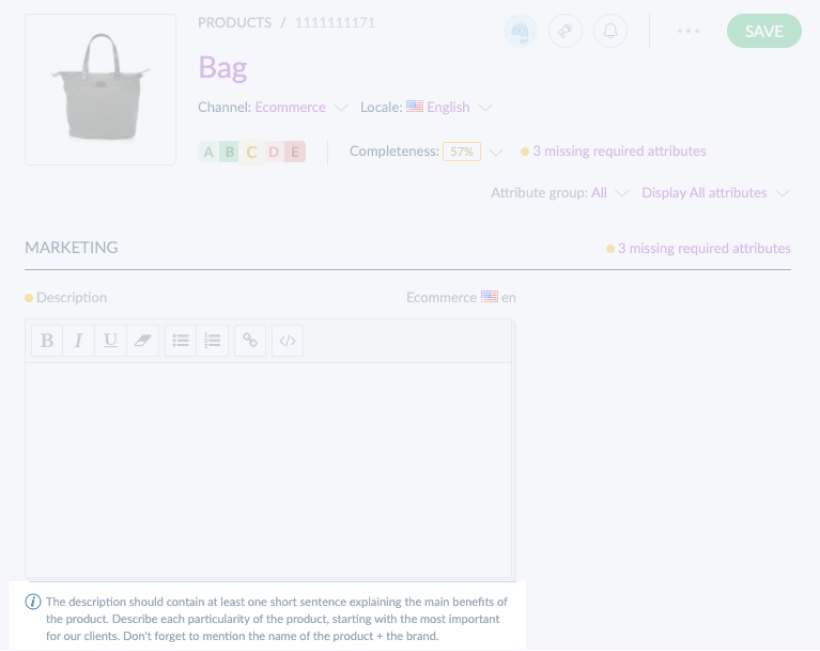 PRODUCTS / 1111111171
SAVE
Bag
Channel: Ecommerce Locale: English
A B C D E Completeness: 57% 3 missing required attributes
Attribute group: All Display All attributes
MARKETING 3 missing required attributes
Description Ecommerce en
B I U </>
The description should contain at least one short sentence explaining the main benefits of
the product. Describe each particularity of the product, starting with the most important
for our clients. Don't forget to mention the name of the product + the brand.